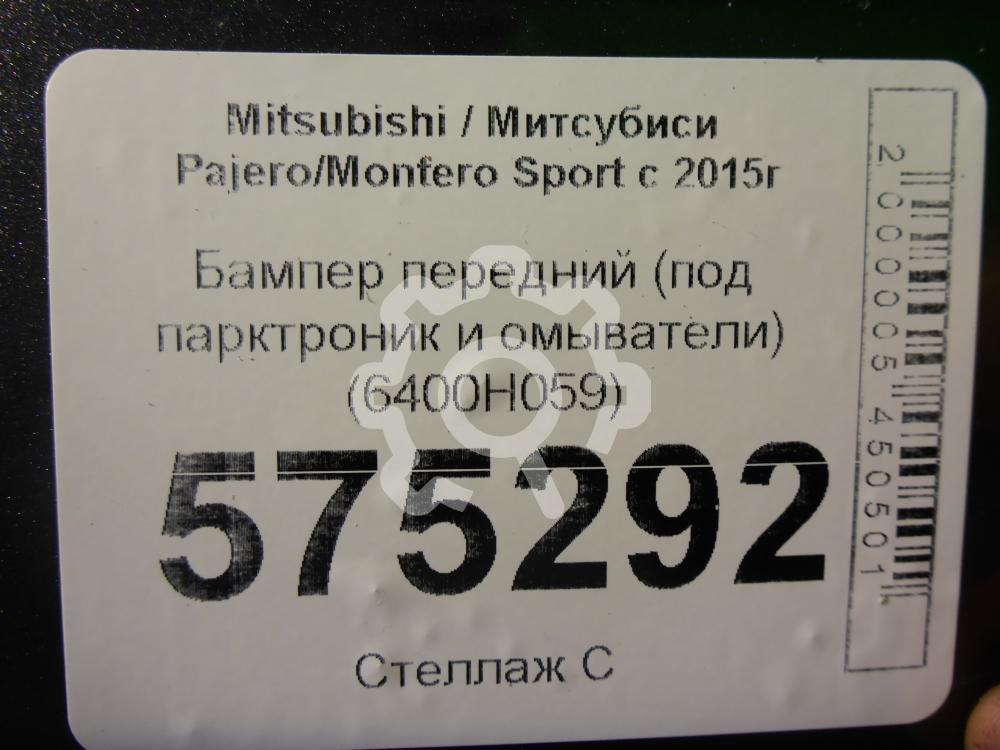 Mitsubishi / Митсубиси
Pajero/Montero Sport с 2015г
Бампер передний (под
парктроник и омыватели)
(6400H059)
575292
Стеллаж С
2000005450501